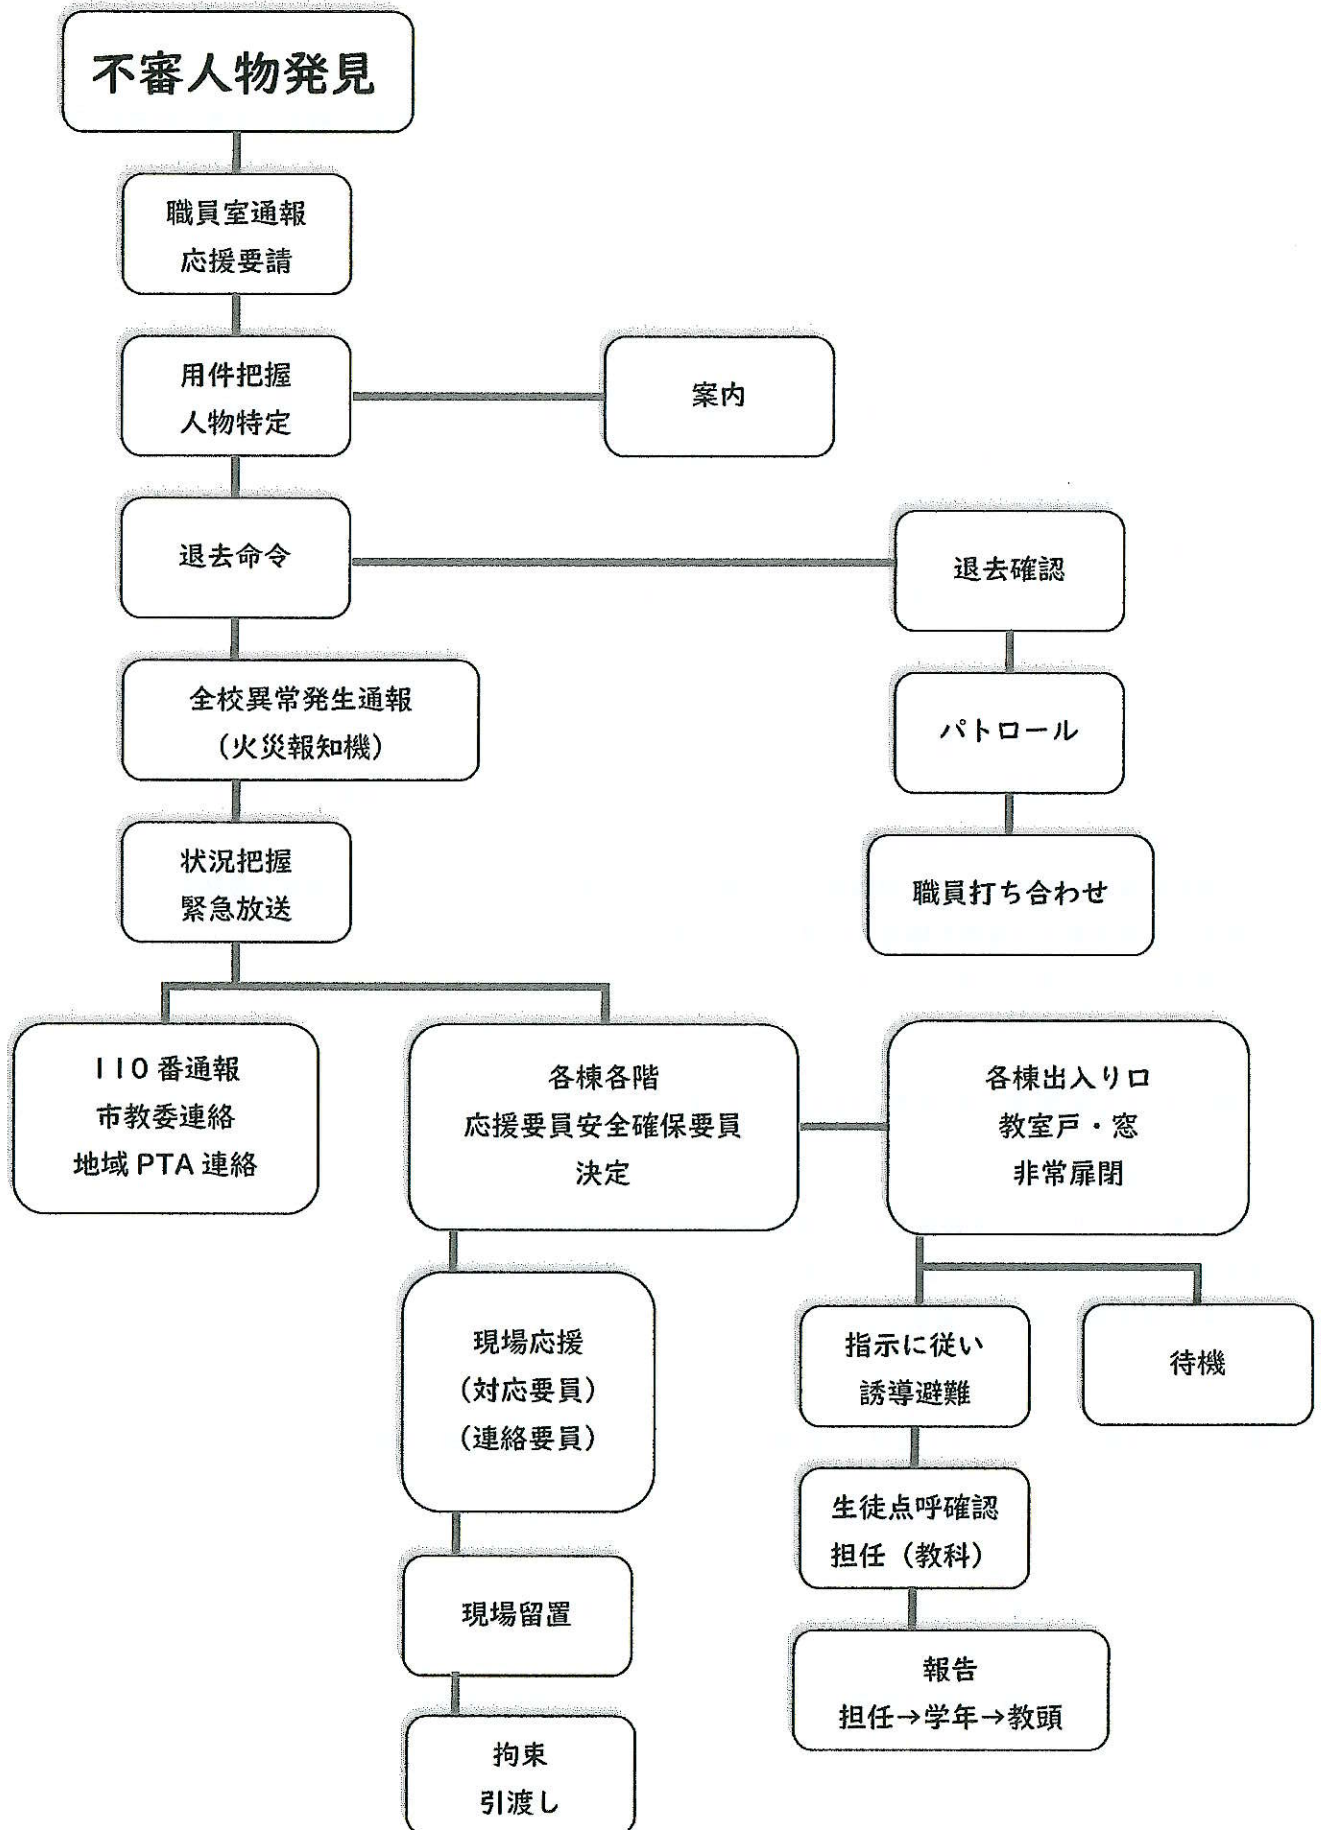 不審人物発見
職員室通報
応援要請
用件把握
人物特定
案内
退去命令
退去確認
全校異常発生通報
（火災報知機）
パトロール
状況把握
緊急放送
職員打ち合わせ
110番通報
市教委連絡
地域PTA連絡
各棟各階
応援要員安全確保要員
決定
各棟出入り口
教室戸・窓
非常扉閉
現場応援
（対応要員）
（連絡要員）
指示に従い
誘導避難
待機
生徒点呼確認
担任（教科）
現場留置
報告
担任→学年→教頭
拘束
引渡し